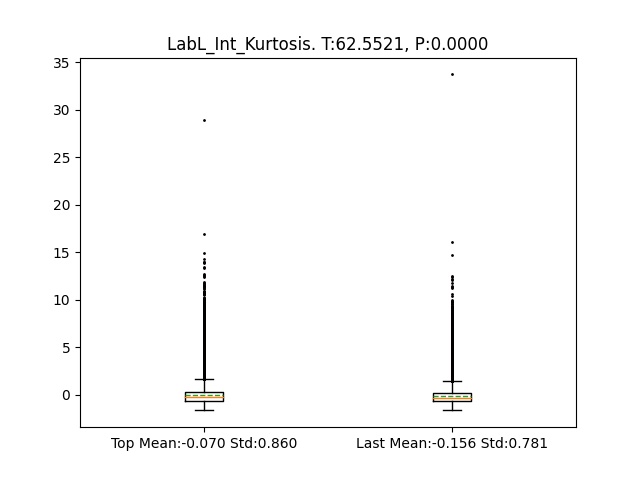 LabL_Int_Kurtosis. T:62.5521, P:0.0000
35
30
25
20
15
10
5
0
Top Mean:-0.070 Std:0.860
Last Mean:-0.156 Std:0.781